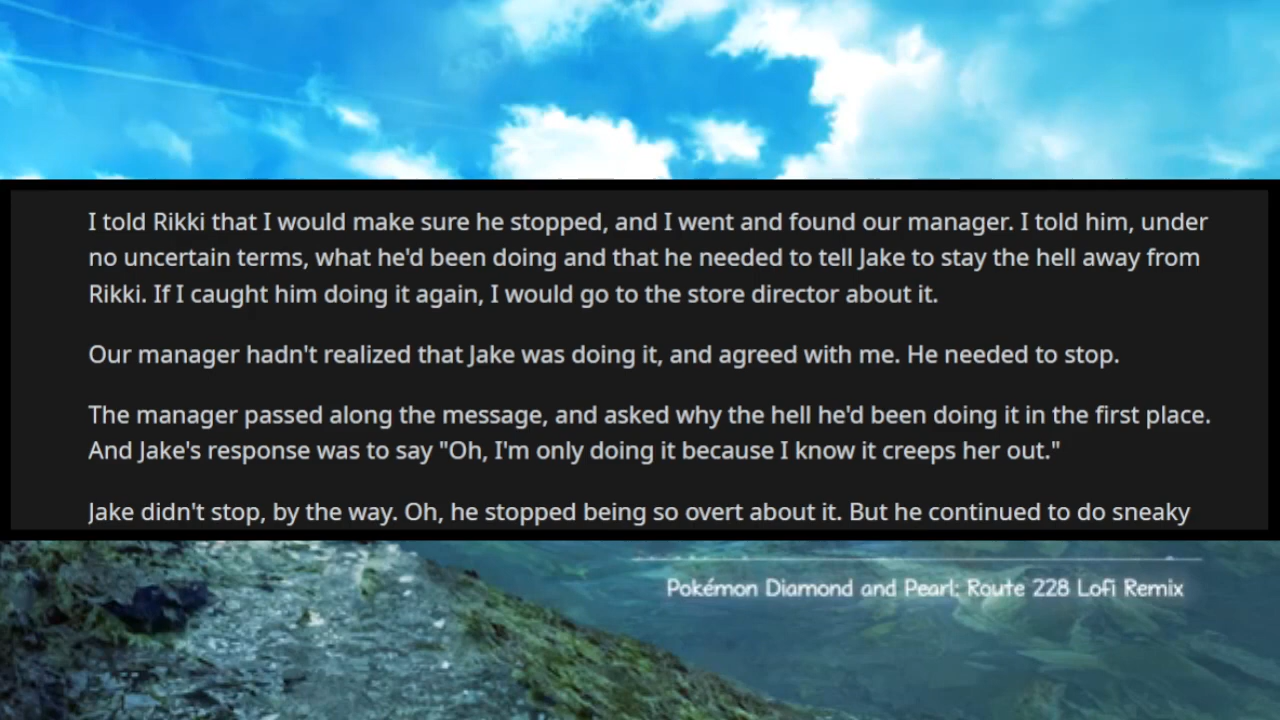 I told Rikki that I would make sure he stopped, and I went and found our manager. I told him, under
no uncertain terms, what he'd been doing and that he needed to tell Jake to stay the hell away from
Rikki. If I caught him doing it again, I would go to the store director about it.
Our manager hadn't realized that Jake was doing it, and agreed with me. He needed to stop.
The manager passed along the message, and asked why the hell he'd been doing it in the first place.
And Jake's response was to say "Oh, I'm only doing it because I know it creeps her out."
Jake didn't stop, by the way. Oh, he stopped being so overt about it. But he continued to do sneaky
Pokémon Diamond and Pearl: Route 228 Lofi Remix